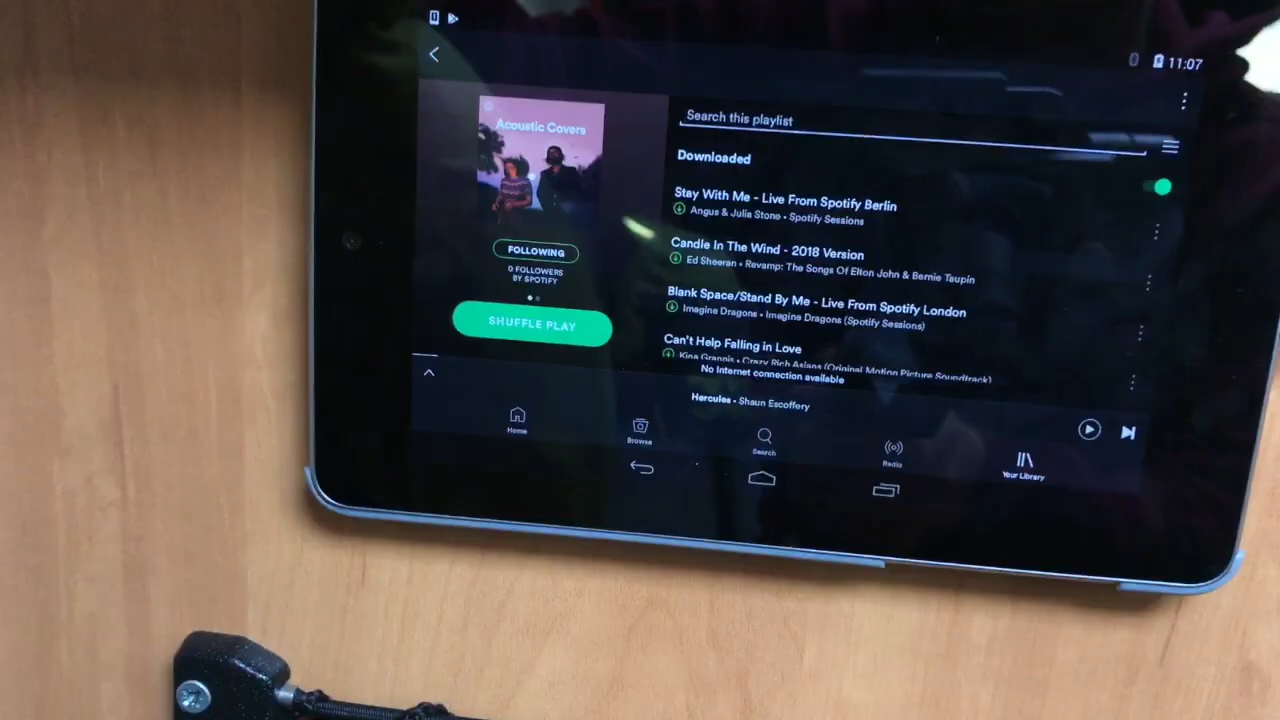 11:07
Acoustic Covers
FOLLOWING
0 FOLLOWERS
BY SPOTIFY
SHUFFLE PLAY
Search this playlist
Downloaded
Stay With Me - Live From Spotify Berlin
Angus & Julia Stone • Spotify Sessions
Candle In The Wind - 2018 Version
Ed Sheeran • Revamp: The Songs Of Elton John & Bernie Taupin
Blank Space/Stand By Me - Live From Spotify London
Imagine Dragons • Imagine Dragons (Spotify Sessions)
Can't Help Falling in Love
Kina Grannis • Crazy Rich Asians (Original Motion Picture Soundtrack)
No Internet connection available
Hercules - Shaun Escoffery
Home
Browse
Search
Radio
Your Library